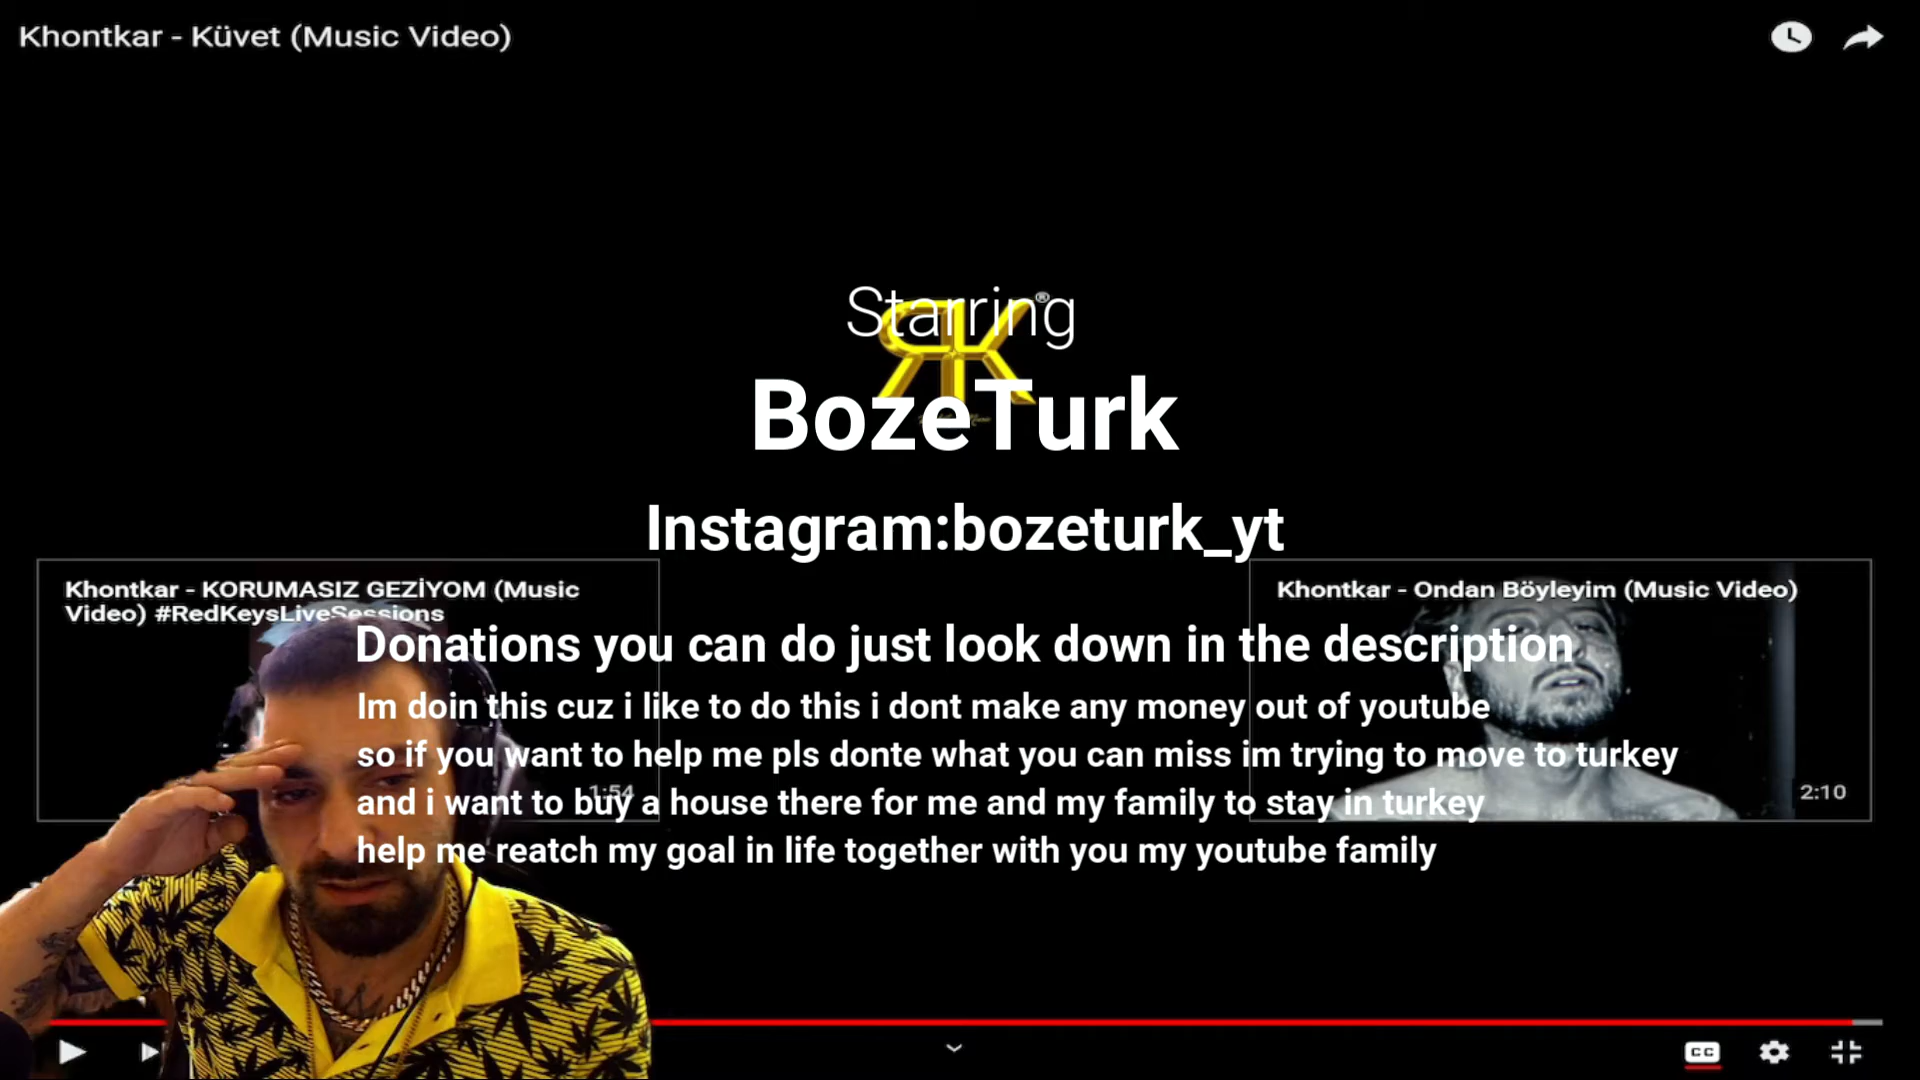 Khontkar - Küvet (Music Video)
Starring
RK
®
BozeTurk
Instagram:bozeturk_yt
Khontkar - KORUMASIZ GEZİYOM (Music
Video) #RedKeysLiveSessions
1:54
Khontkar - Ondan Böyleyim (Music Video)
2:10
Donations you can do just look down in the description
Im doin this cuz i like to do this i dont make any money out of youtube
so if you want to help me pls donte what you can miss im trying to move to turkey
and i want to buy a house there for me and my family to stay in turkey
help me reatch my goal in life together with you my youtube family
CC